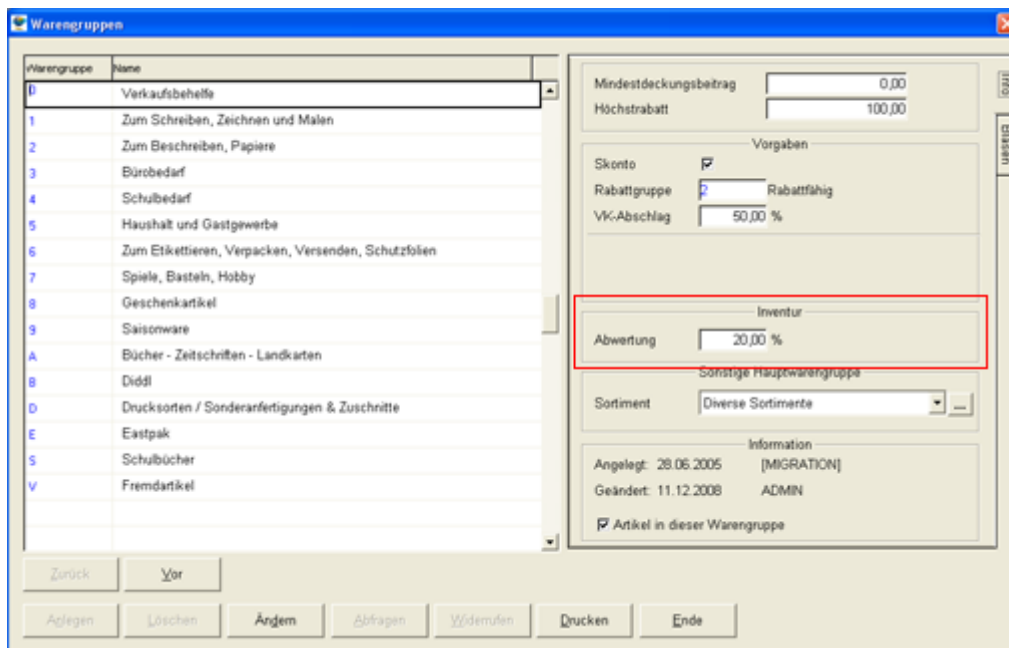 Warengruppen
Warengruppe Name
0 Verkaufsbehelfe
1 Zum Schreiben, Zeichnen und Malen
2 Zum Beschreiben, Papiere
3 Bürobedarf
4 Schulbedarf
5 Haushalt und Gastgewerbe
6 Zum Etikettieren, Verpacken, Versenden, Schutzfolien
7 Spiele, Basteln, Hobby
8 Geschenkartikel
9 Saisonware
A Bücher - Zeitschriften - Landkarten
B Diddl
D Drucksorten / Sonderanfertigungen & Zuschnitte
E Eastpak
S Schulbücher
V Fremdartikel
Mindestdeckungsbeitrag 0,00
Höchstrabatt 100,00
Vorgaben
Skonto
Rabattgruppe 2 Rabattfähig
VK-Abschlag 50,00 %
Inventur
Abwertung 20,00 %
Sonstige Hauptwarengruppe
Sortiment Diverse Sortimente ...
Information
Angelegt: 28.06.2005 [MIGRATION]
Geändert: 11.12.2008 ADMIN
Artikel in dieser Warengruppe
Info
Blasen
Zurück Vor
Anlegen Löschen Ändern Abfragen Widerrufen Drucken Ende